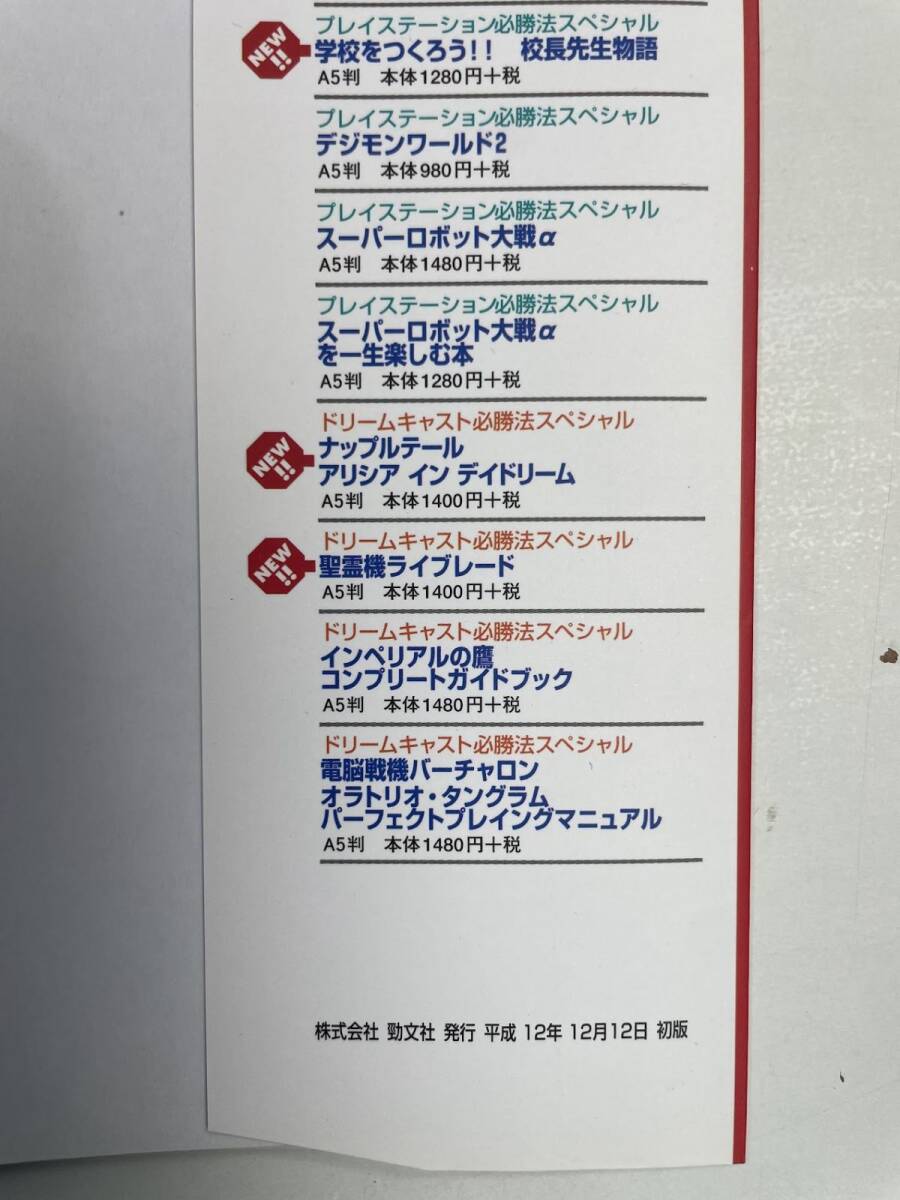 プレイステーション必勝法スペシャル
NEW!!
学校をつくろう!! 校長先生物語
A5判 本体1280円+税
プレイステーション必勝法スペシャル
デジモンワールド2
A5判 本体980円+税
プレイステーション必勝法スペシャル
スーパーロボット大戦α
A5判 本体1480円+税
プレイステーション必勝法スペシャル
スーパーロボット大戦α
を一生楽しむ本
A5判 本体1280円+税
ドリームキャスト必勝法スペシャル
NEW!!
ナップルテール
アリシア イン デイドリーム
A5判 本体1400円+税
ドリームキャスト必勝法スペシャル
NEW!!
聖霊機ライブレード
A5判 本体1400円+税
ドリームキャスト必勝法スペシャル
インペリアルの鷹
コンプリートガイドブック
A5判 本体1480円+税
ドリームキャスト必勝法スペシャル
電脳戦機バーチャロン
オラトリオ・タングラム
パーフェクトプレイングマニュアル
A5判 本体1480円+税
株式会社 勁文社 発行 平成 12年 12月12日 初版